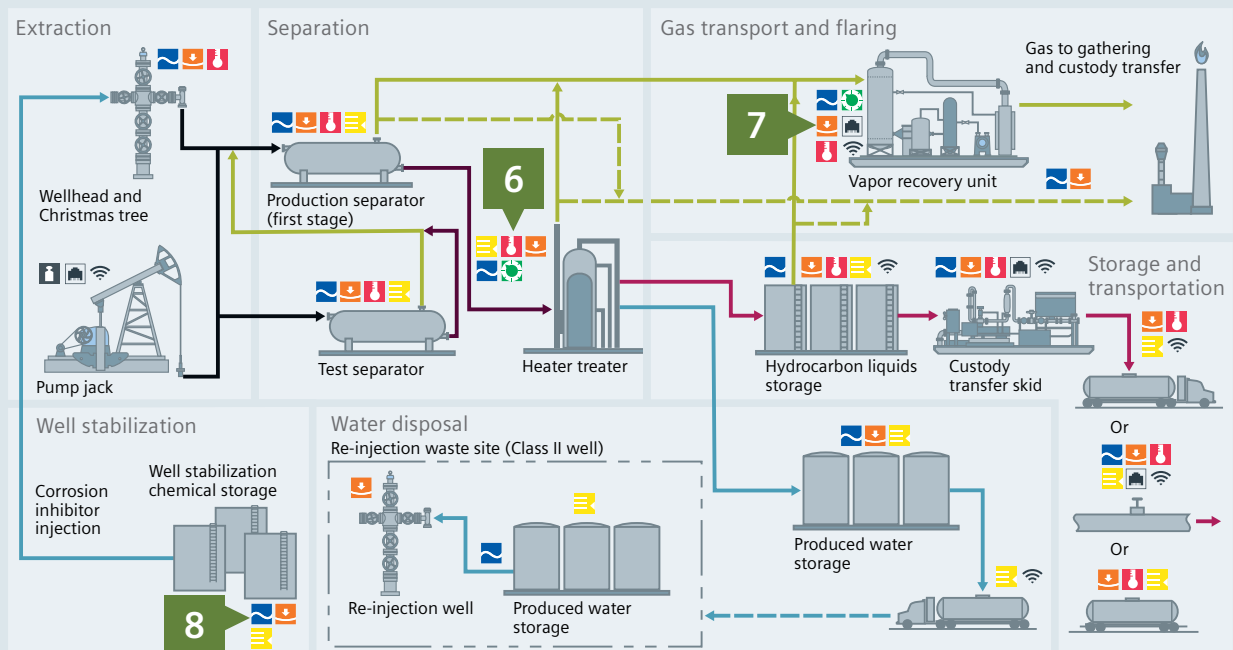 Extraction
Separation
Gas transport and flaring
Gas to gathering
and custody transfer
7
Wellhead and
Christmas tree
Production separator
(first stage)
6
Vapor recovery unit
Storage and
transportation
Pump jack
Test separator
Heater treater
Hydrocarbon liquids
storage
Custody
transfer skid
Or
Well stabilization
Well stabilization
chemical storage
Corrosion
inhibitor
injection
8
Water disposal
Re-injection waste site (Class II well)
Re-injection well
Produced water
storage
Produced water
storage
Or